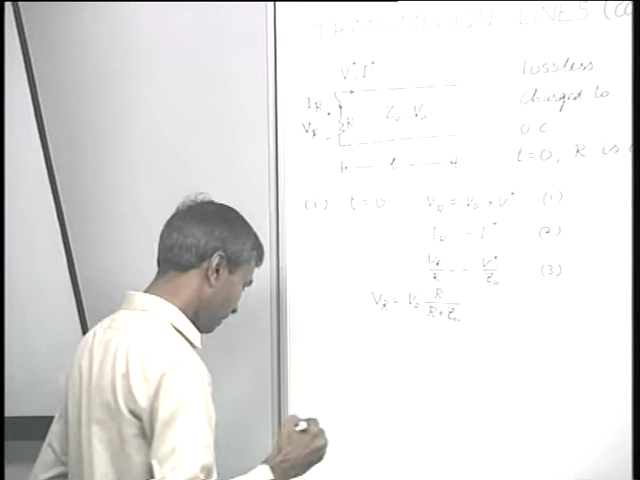 TRANSMISSION LINES (CO
V⁺, I⁺
lossless
I_R
charged to
R
Z₀ V₀
V_R
O C
l
t=0, R is
(1) t=0 V_R = V₀ + V⁺ (1)
I_R = - I⁺ (2)
V_R/R = - V⁺/Z₀ (3)
V_R = V₀ R/(R+Z₀)